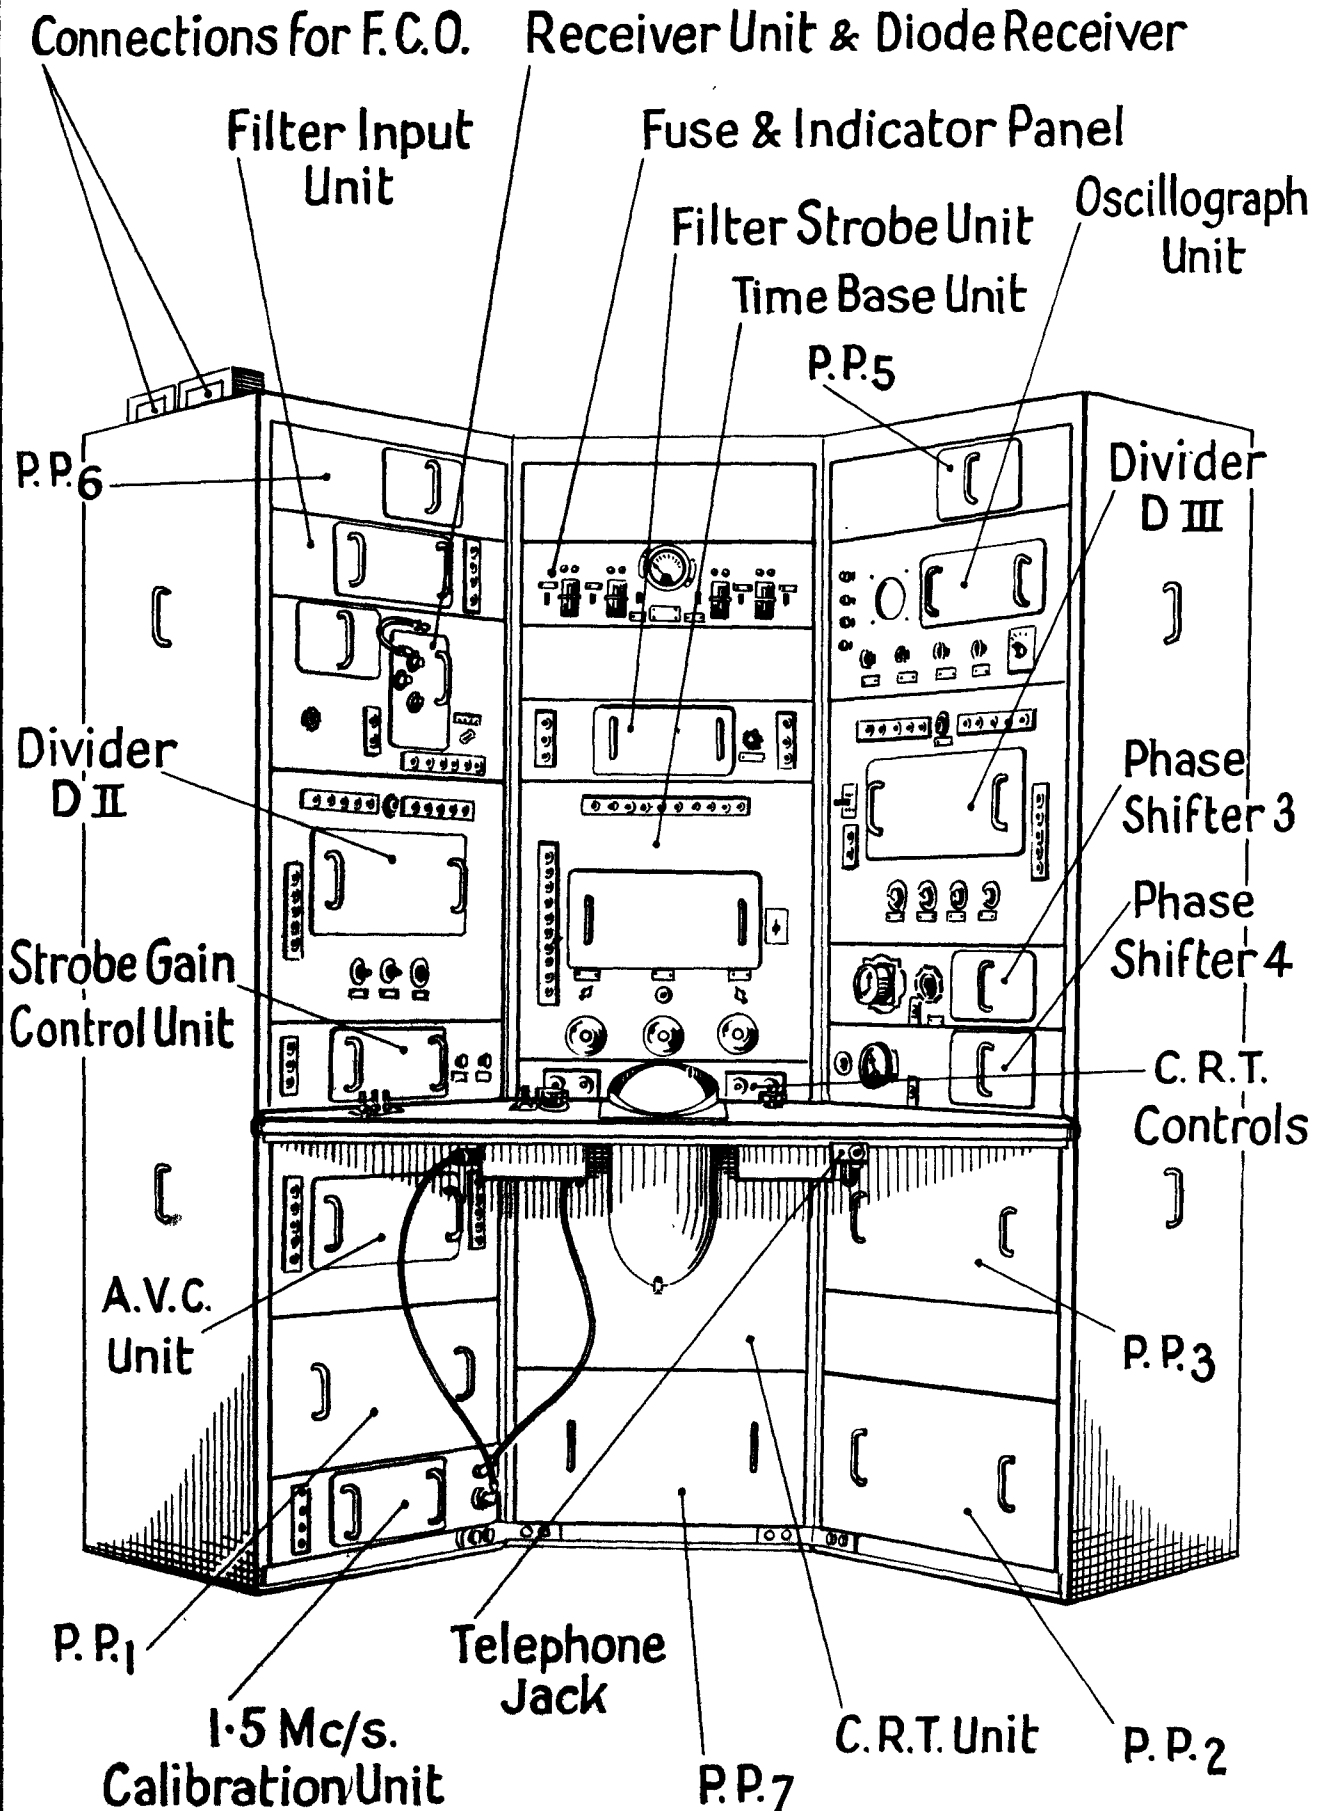 Connections for F.C.O.
Receiver Unit & Diode Receiver
Filter Input
Unit
Fuse & Indicator Panel
Oscillograph
Unit
Filter Strobe Unit
Time Base Unit
P.P.5
P.P.6
Divider
D III
Divider
D II
Phase
Shifter 3
Phase
Shifter 4
Strobe Gain
Control Unit
C.R.T.
Controls
A.V.C.
Unit
P.P.3
P.P.1
Telephone
Jack
1·5 Mc/s.
Calibration Unit
C.R.T. Unit
P.P.2
P.P.7